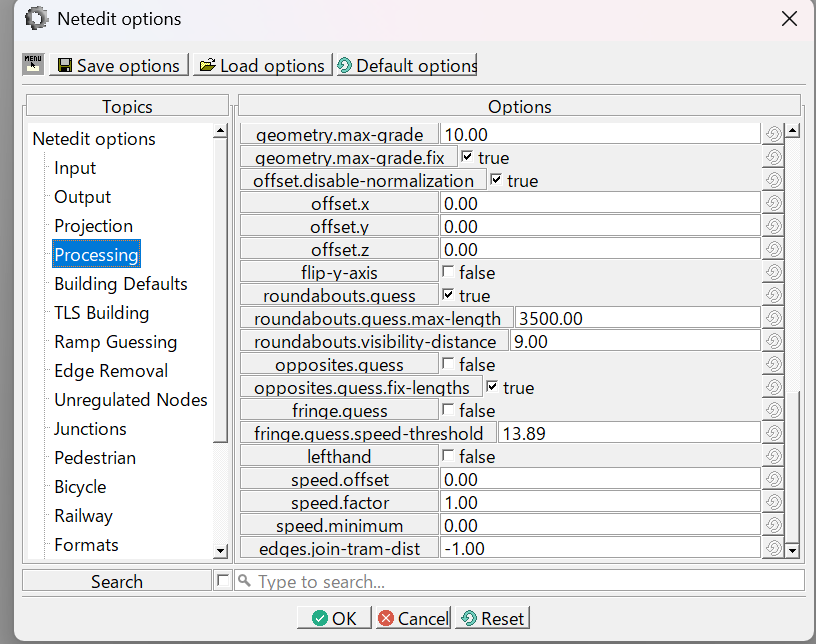 Netedit options
MENU
Save options
Load options
Default options
Topics
Options
Netedit options
Input
Output
Projection
Processing
Building Defaults
TLS Building
Ramp Guessing
Edge Removal
Unregulated Nodes
Junctions
Pedestrian
Bicycle
Railway
Formats
geometry.max-grade 10.00
geometry.max-grade.fix true
offset.disable-normalization true
offset.x 0.00
offset.y 0.00
offset.z 0.00
flip-y-axis false
roundabouts.guess true
roundabouts.guess.max-length 3500.00
roundabouts.visibility-distance 9.00
opposites.guess false
opposites.guess.fix-lengths true
fringe.guess false
fringe.guess.speed-threshold 13.89
lefthand false
speed.offset 0.00
speed.factor 1.00
speed.minimum 0.00
edges.join-tram-dist -1.00
Search
Type to search...
OK
Cancel
Reset